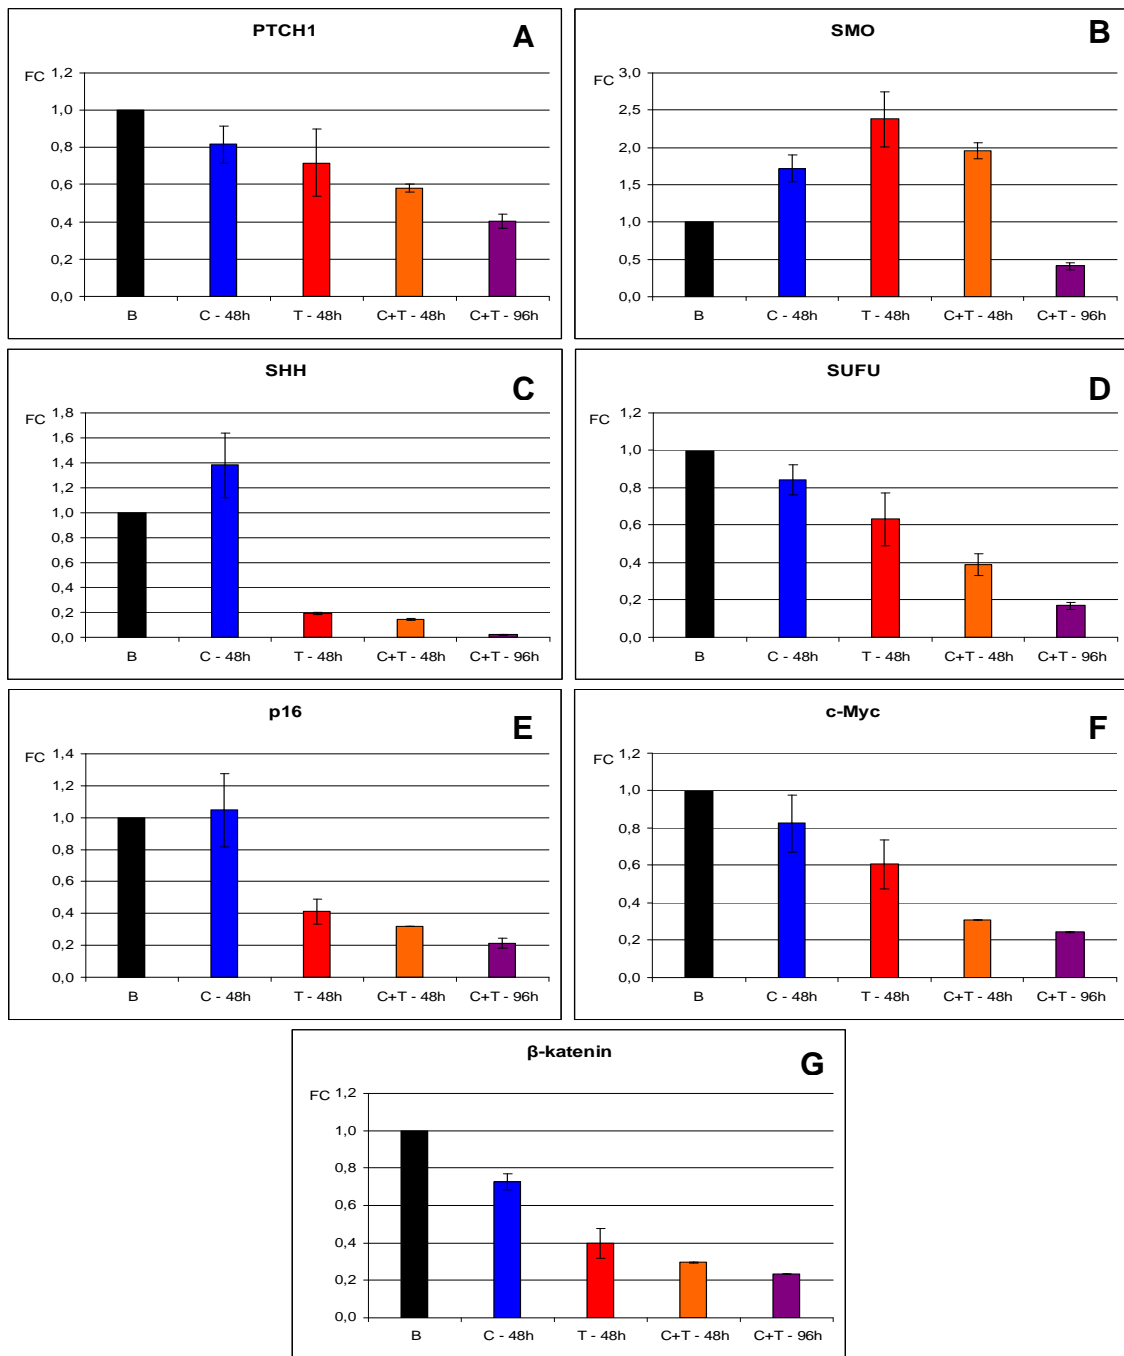 PTCH1
A
FC
1,2
1,0
0,8
0,6
0,4
0,2
0,0
B C - 48h T - 48h C+T - 48h C+T - 96h
SMO
B
FC
3,0
2,5
2,0
1,5
1,0
0,5
0,0
B C - 48h T - 48h C+T - 48h C+T - 96h
SHH
C
FC
1,8
1,6
1,4
1,2
1,0
0,8
0,6
0,4
0,2
0,0
B C - 48h T - 48h C+T - 48h C+T - 96h
SUFU
D
FC
1,2
1,0
0,8
0,6
0,4
0,2
0,0
B C - 48h T - 48h C+T - 48h C+T - 96h
p16
E
FC
1,4
1,2
1,0
0,8
0,6
0,4
0,2
0,0
B C - 48h T - 48h C+T - 48h C+T - 96h
c-Myc
F
FC
1,2
1,0
0,8
0,6
0,4
0,2
0,0
B C - 48h T - 48h C+T - 48h C+T - 96h
β-katenin
G
FC
1,2
1,0
0,8
0,6
0,4
0,2
0,0
B C - 48h T - 48h C+T - 48h C+T - 96h